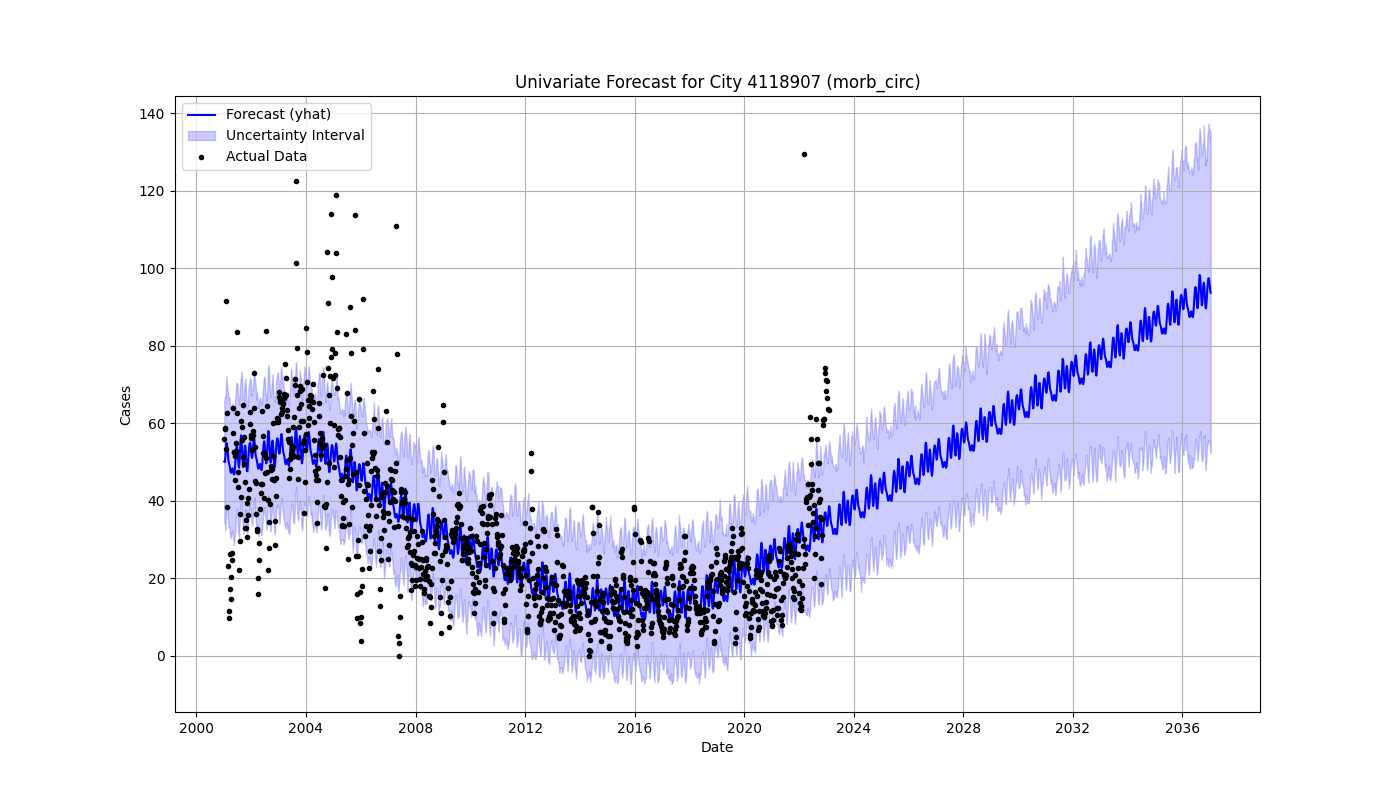 Univariate Forecast for City 4118907 (morb_circ)
Forecast (yhat)
Uncertainty Interval
Actual Data
140
120
100
80
60
40
20
0
Cases
2000 2004 2008 2012 2016 2020 2024 2028 2032 2036
Date